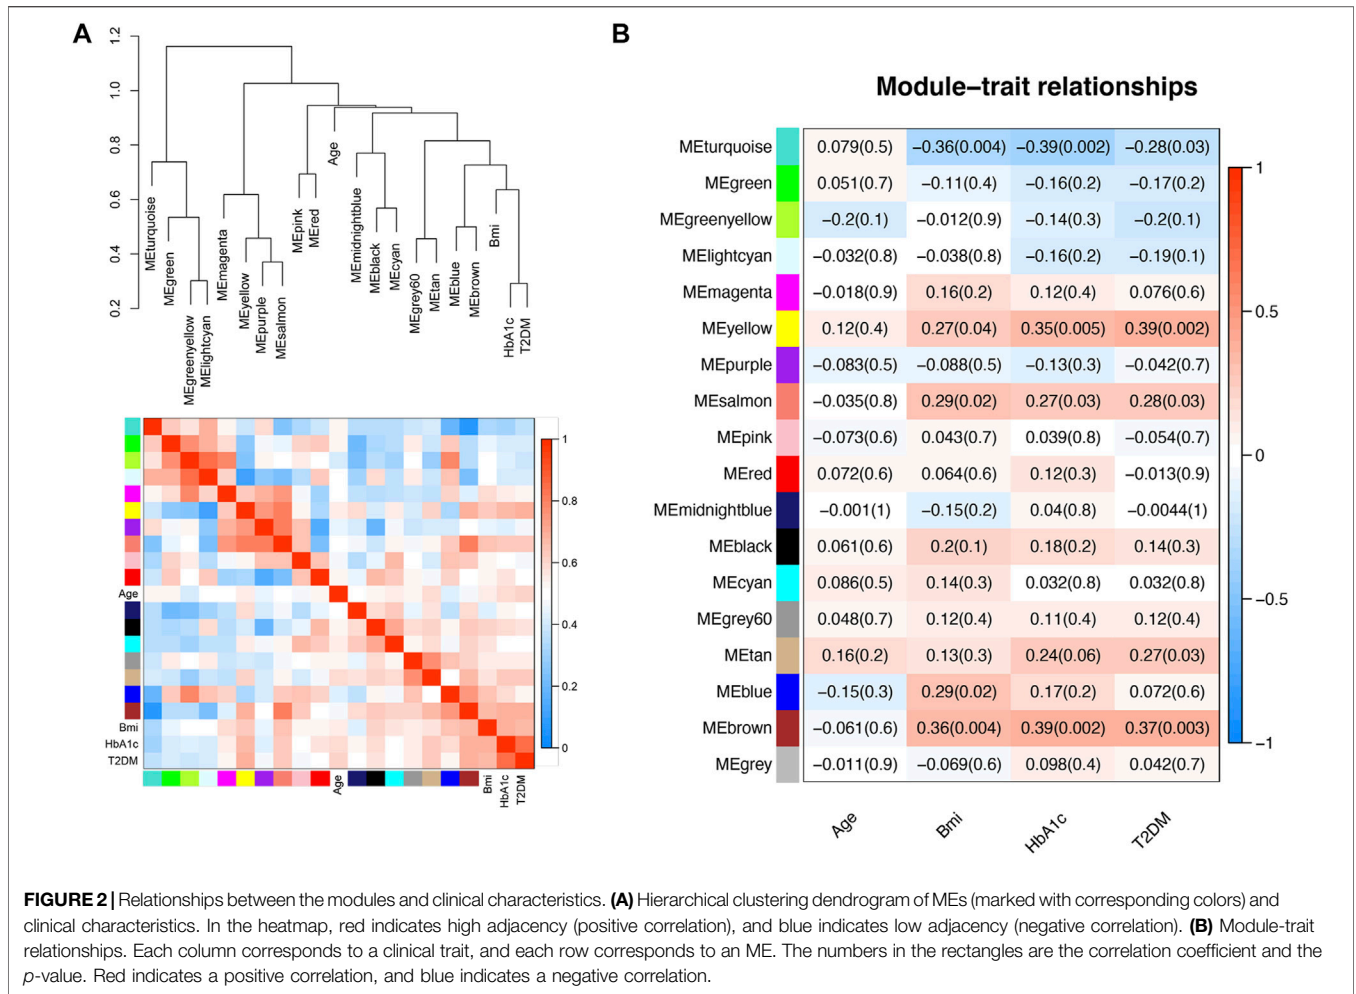 A
1.2
1.0
0.8
0.6
0.4
0.2
MEturquoise
MEgreen
MEgreenyellow
MElightcyan
MEmagenta
MEyellow
MEpurple
MEsalmon
MEpink
MEred
Age
MEmidnightblue
MEblack
MEcyan
MEgrey60
MEtan
MEblue
MEbrown
Bmi
HbA1c
T2DM
1
0.8
0.6
0.4
0.2
0
Age
Bmi
HbA1c
T2DM
Age
Bmi
HbA1c
T2DM
B
Module–trait relationships
MEturquoise 0.079(0.5) −0.36(0.004) −0.39(0.002) −0.28(0.03)
MEgreen 0.051(0.7) −0.11(0.4) −0.16(0.2) −0.17(0.2)
MEgreenyellow −0.2(0.1) −0.012(0.9) −0.14(0.3) −0.2(0.1)
MElightcyan −0.032(0.8) −0.038(0.8) −0.16(0.2) −0.19(0.1)
MEmagenta −0.018(0.9) 0.16(0.2) 0.12(0.4) 0.076(0.6)
MEyellow 0.12(0.4) 0.27(0.04) 0.35(0.005) 0.39(0.002)
MEpurple −0.083(0.5) −0.088(0.5) −0.13(0.3) −0.042(0.7)
MEsalmon −0.035(0.8) 0.29(0.02) 0.27(0.03) 0.28(0.03)
MEpink −0.073(0.6) 0.043(0.7) 0.039(0.8) −0.054(0.7)
MEred 0.072(0.6) 0.064(0.6) 0.12(0.3) −0.013(0.9)
MEmidnightblue −0.001(1) −0.15(0.2) 0.04(0.8) −0.0044(1)
MEblack 0.061(0.6) 0.2(0.1) 0.18(0.2) 0.14(0.3)
MEcyan 0.086(0.5) 0.14(0.3) 0.032(0.8) 0.032(0.8)
MEgrey60 0.048(0.7) 0.12(0.4) 0.11(0.4) 0.12(0.4)
MEtan 0.16(0.2) 0.13(0.3) 0.24(0.06) 0.27(0.03)
MEblue −0.15(0.3) 0.29(0.02) 0.17(0.2) 0.072(0.6)
MEbrown −0.061(0.6) 0.36(0.004) 0.39(0.002) 0.37(0.003)
MEgrey −0.011(0.9) −0.069(0.6) 0.098(0.4) 0.042(0.7)
Age Bmi HbA1c T2DM
1
0.5
0
−0.5
−1
FIGURE 2 | Relationships between the modules and clinical characteristics. (A) Hierarchical clustering dendrogram of MEs (marked with corresponding colors) and
clinical characteristics. In the heatmap, red indicates high adjacency (positive correlation), and blue indicates low adjacency (negative correlation). (B) Module-trait
relationships. Each column corresponds to a clinical trait, and each row corresponds to an ME. The numbers in the rectangles are the correlation coefficient and the
p-value. Red indicates a positive correlation, and blue indicates a negative correlation.